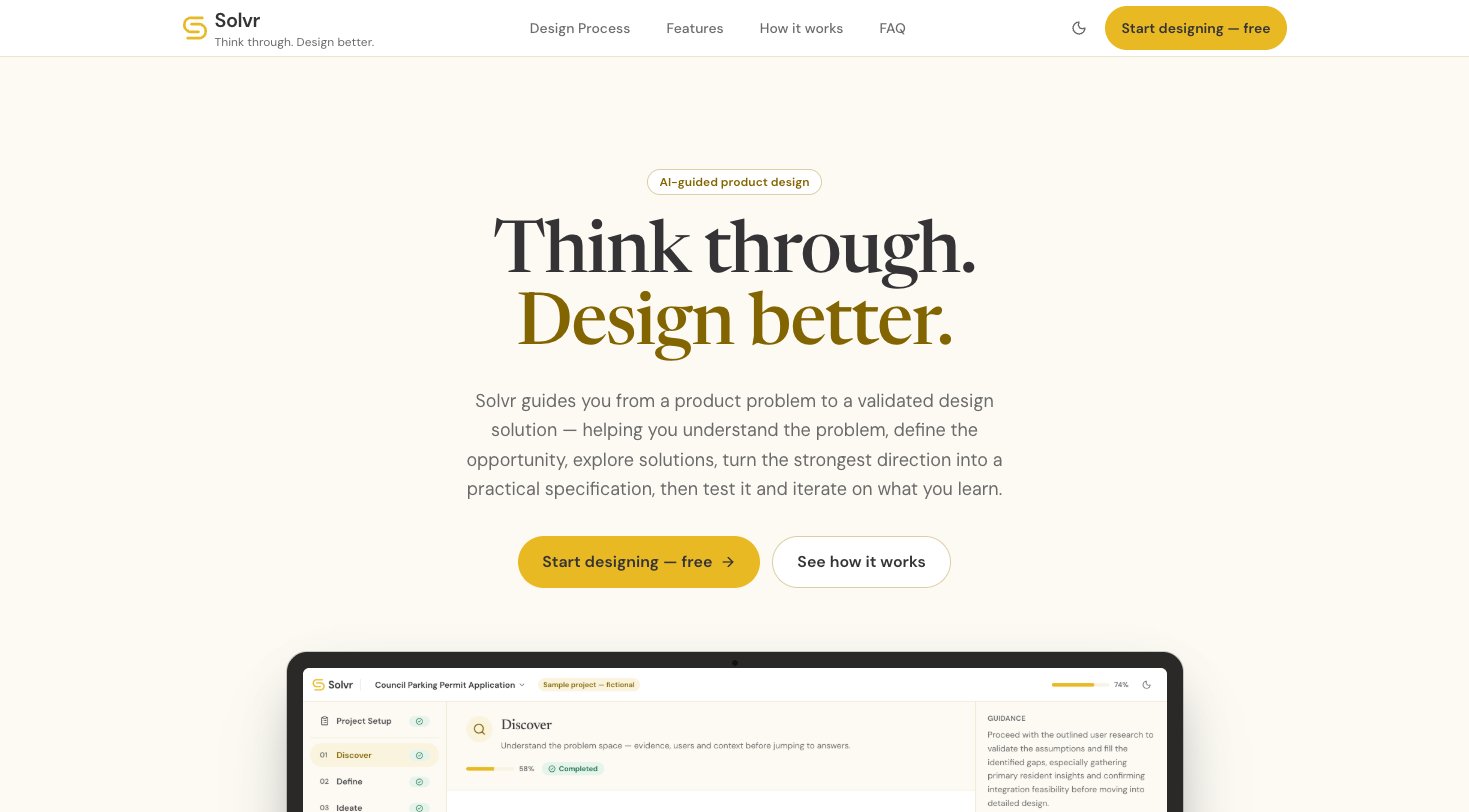 Solvr
Think through. Design better.
Design Process
Features
How it works
FAQ
Start designing — free
AI-guided product design
Think through.
Design better.
Solvr guides you from a product problem to a validated design
solution — helping you understand the problem, define the
opportunity, explore solutions, turn the strongest direction into a
practical specification, then test it and iterate on what you learn.
Start designing — free →
See how it works
Solvr
Council Parking Permit Application
Sample project — fictional
74%
Project Setup
01 Discover
02 Define
03 Ideate
Discover
Understand the problem space — evidence, users and context before jumping to answers.
58%
Completed
GUIDANCE
Proceed with the outlined user research to
validate the assumptions and fill the
identified gaps, especially gathering
primary resident insights and confirming
integration feasibility before moving into
detailed design.